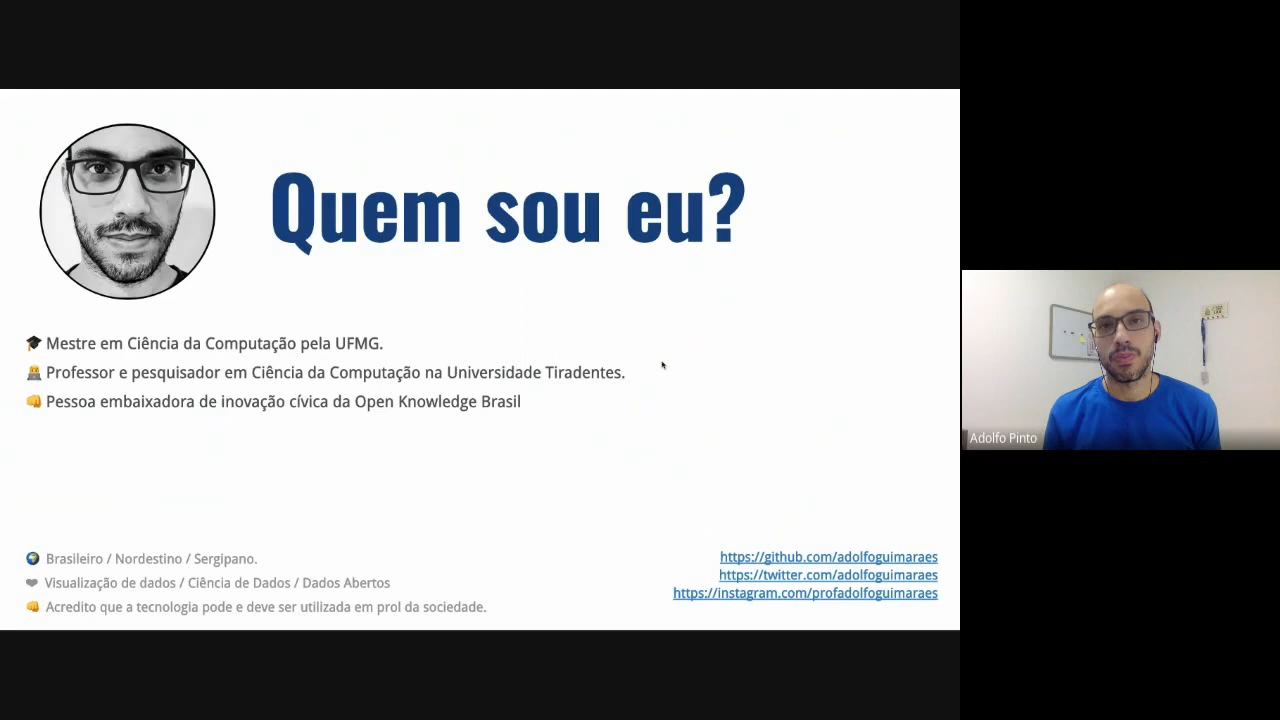 Quem sou eu?
🎓 Mestre em Ciência da Computação pela UFMG.
👨‍💻 Professor e pesquisador em Ciência da Computação na Universidade Tiradentes.
👊 Pessoa embaixadora de inovação cívica da Open Knowledge Brasil
🌍 Brasileiro / Nordestino / Sergipano.
❤ Visualização de dados / Ciência de Dados / Dados Abertos
👊 Acredito que a tecnologia pode e deve ser utilizada em prol da sociedade.
https://github.com/adolfoguimaraes
https://twitter.com/adolfoguimaraes
https://instagram.com/profadolfoguimaraes
Adolfo Pinto